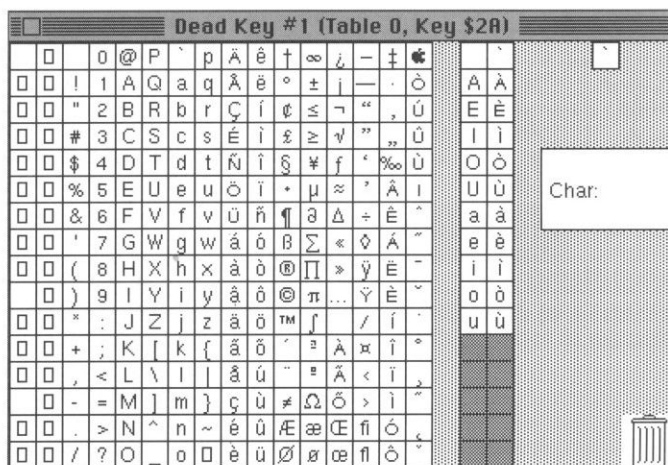 Dead Key #1 (Table 0, Key $2A)
0 @ P ` p Ä ê † ∞ ¿ – ‡  ` `
! 1 A Q a q Å ë ° ± ¡ — · Ò A À
" 2 B R b r Ç í ¢ ≤ ¬ “ ‚ Ú E È
# 3 C S c s É ì £ ≥ √ ” „ Û I Ì
$ 4 D T d t Ñ î § ¥ ƒ ‘ ‰ Ù O Ò
% 5 E U e u Ö ï • µ ≈ ’ Â ı U Ù Char:
& 6 F V f v Ü ñ ¶ ∂ ∆ ÷ Ê ˆ a à
' 7 G W g w á ó ß ∑ « ◊ Á ˜ e è
( 8 H X h x à ò ® ∏ » ÿ Ë ¯ i ì
) 9 I Y i y â ô © π … Ÿ È ˘ o ò
* : J Z j z ä ö ™ ∫ / Í ˙ u ù
+ ; K [ k { ã õ ´ ª À ¤ Î °
, < L \ l | å ú ¨ º Ã ‹ Ï ¸
- = M ] m } ç ù ≠ Ω Õ › Ì ˝
. > N ^ n ~ é û Æ æ Œ fi Ó ˛
/ ? O _ o è ü Ø ø œ fl Ô ˇ